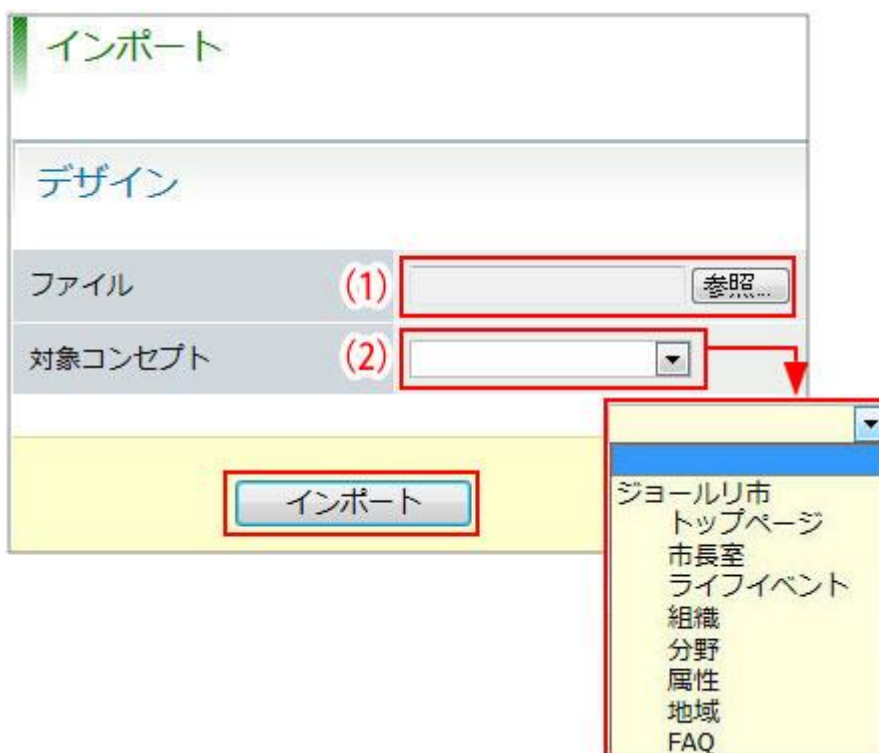 インポート
デザイン
ファイル (1) 参照...
対象コンセプト (2)
インポート
ジョールリ市
トップページ
市長室
ライフイベント
組織
分野
属性
地域
FAQ